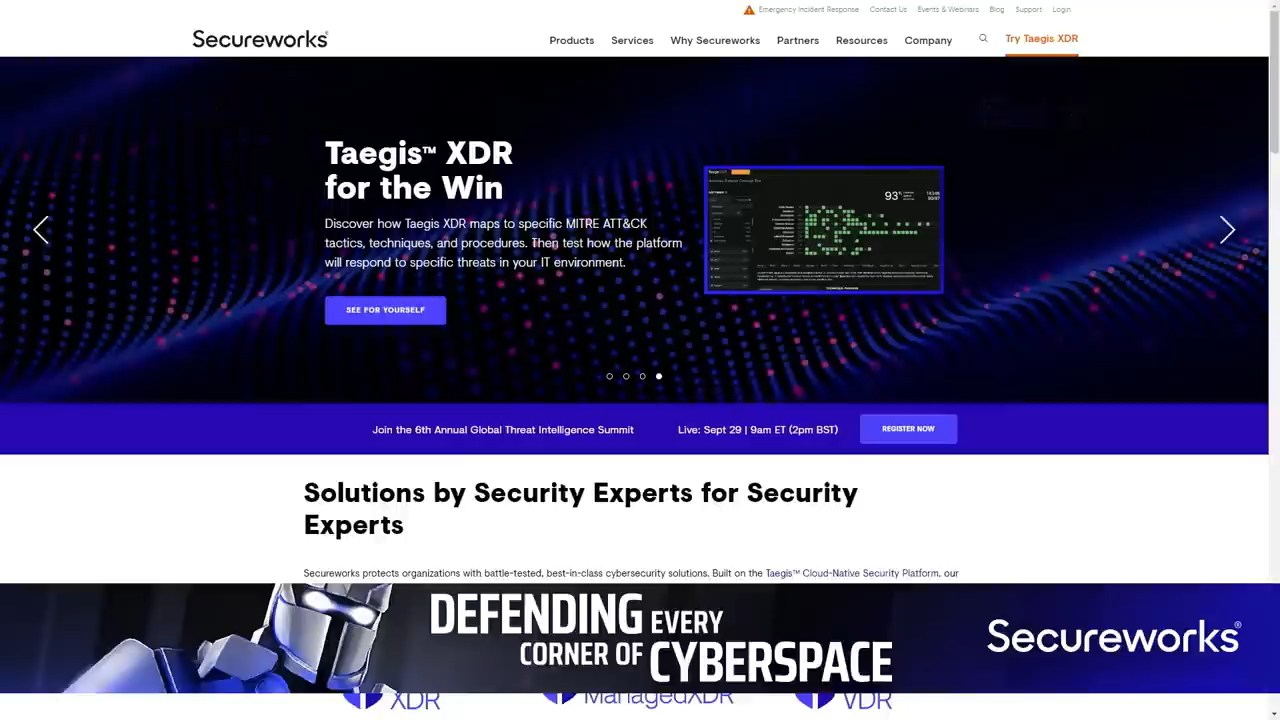 Emergency Incident Response Contact Us Events & Webinars Blog Support Login
Secureworks®
Products Services Why Secureworks Partners Resources Company Try Taegis XDR
Taegis™ XDR
for the Win
Discover how Taegis XDR maps to specific MITRE ATT&CK
tactics, techniques, and procedures. Then test how the platform
will respond to specific threats in your IT environment.
93%
SEE FOR YOURSELF
Join the 6th Annual Global Threat Intelligence Summit Live: Sept 29 | 9am ET (2pm BST) REGISTER NOW
Solutions by Security Experts for Security
Experts
Secureworks protects organizations with battle-tested, best-in-class cybersecurity solutions. Built on the Taegis™ Cloud-Native Security Platform, our
DEFENDING EVERY
CORNER OF CYBERSPACE
Secureworks®
XDR ManagedXDR VDR